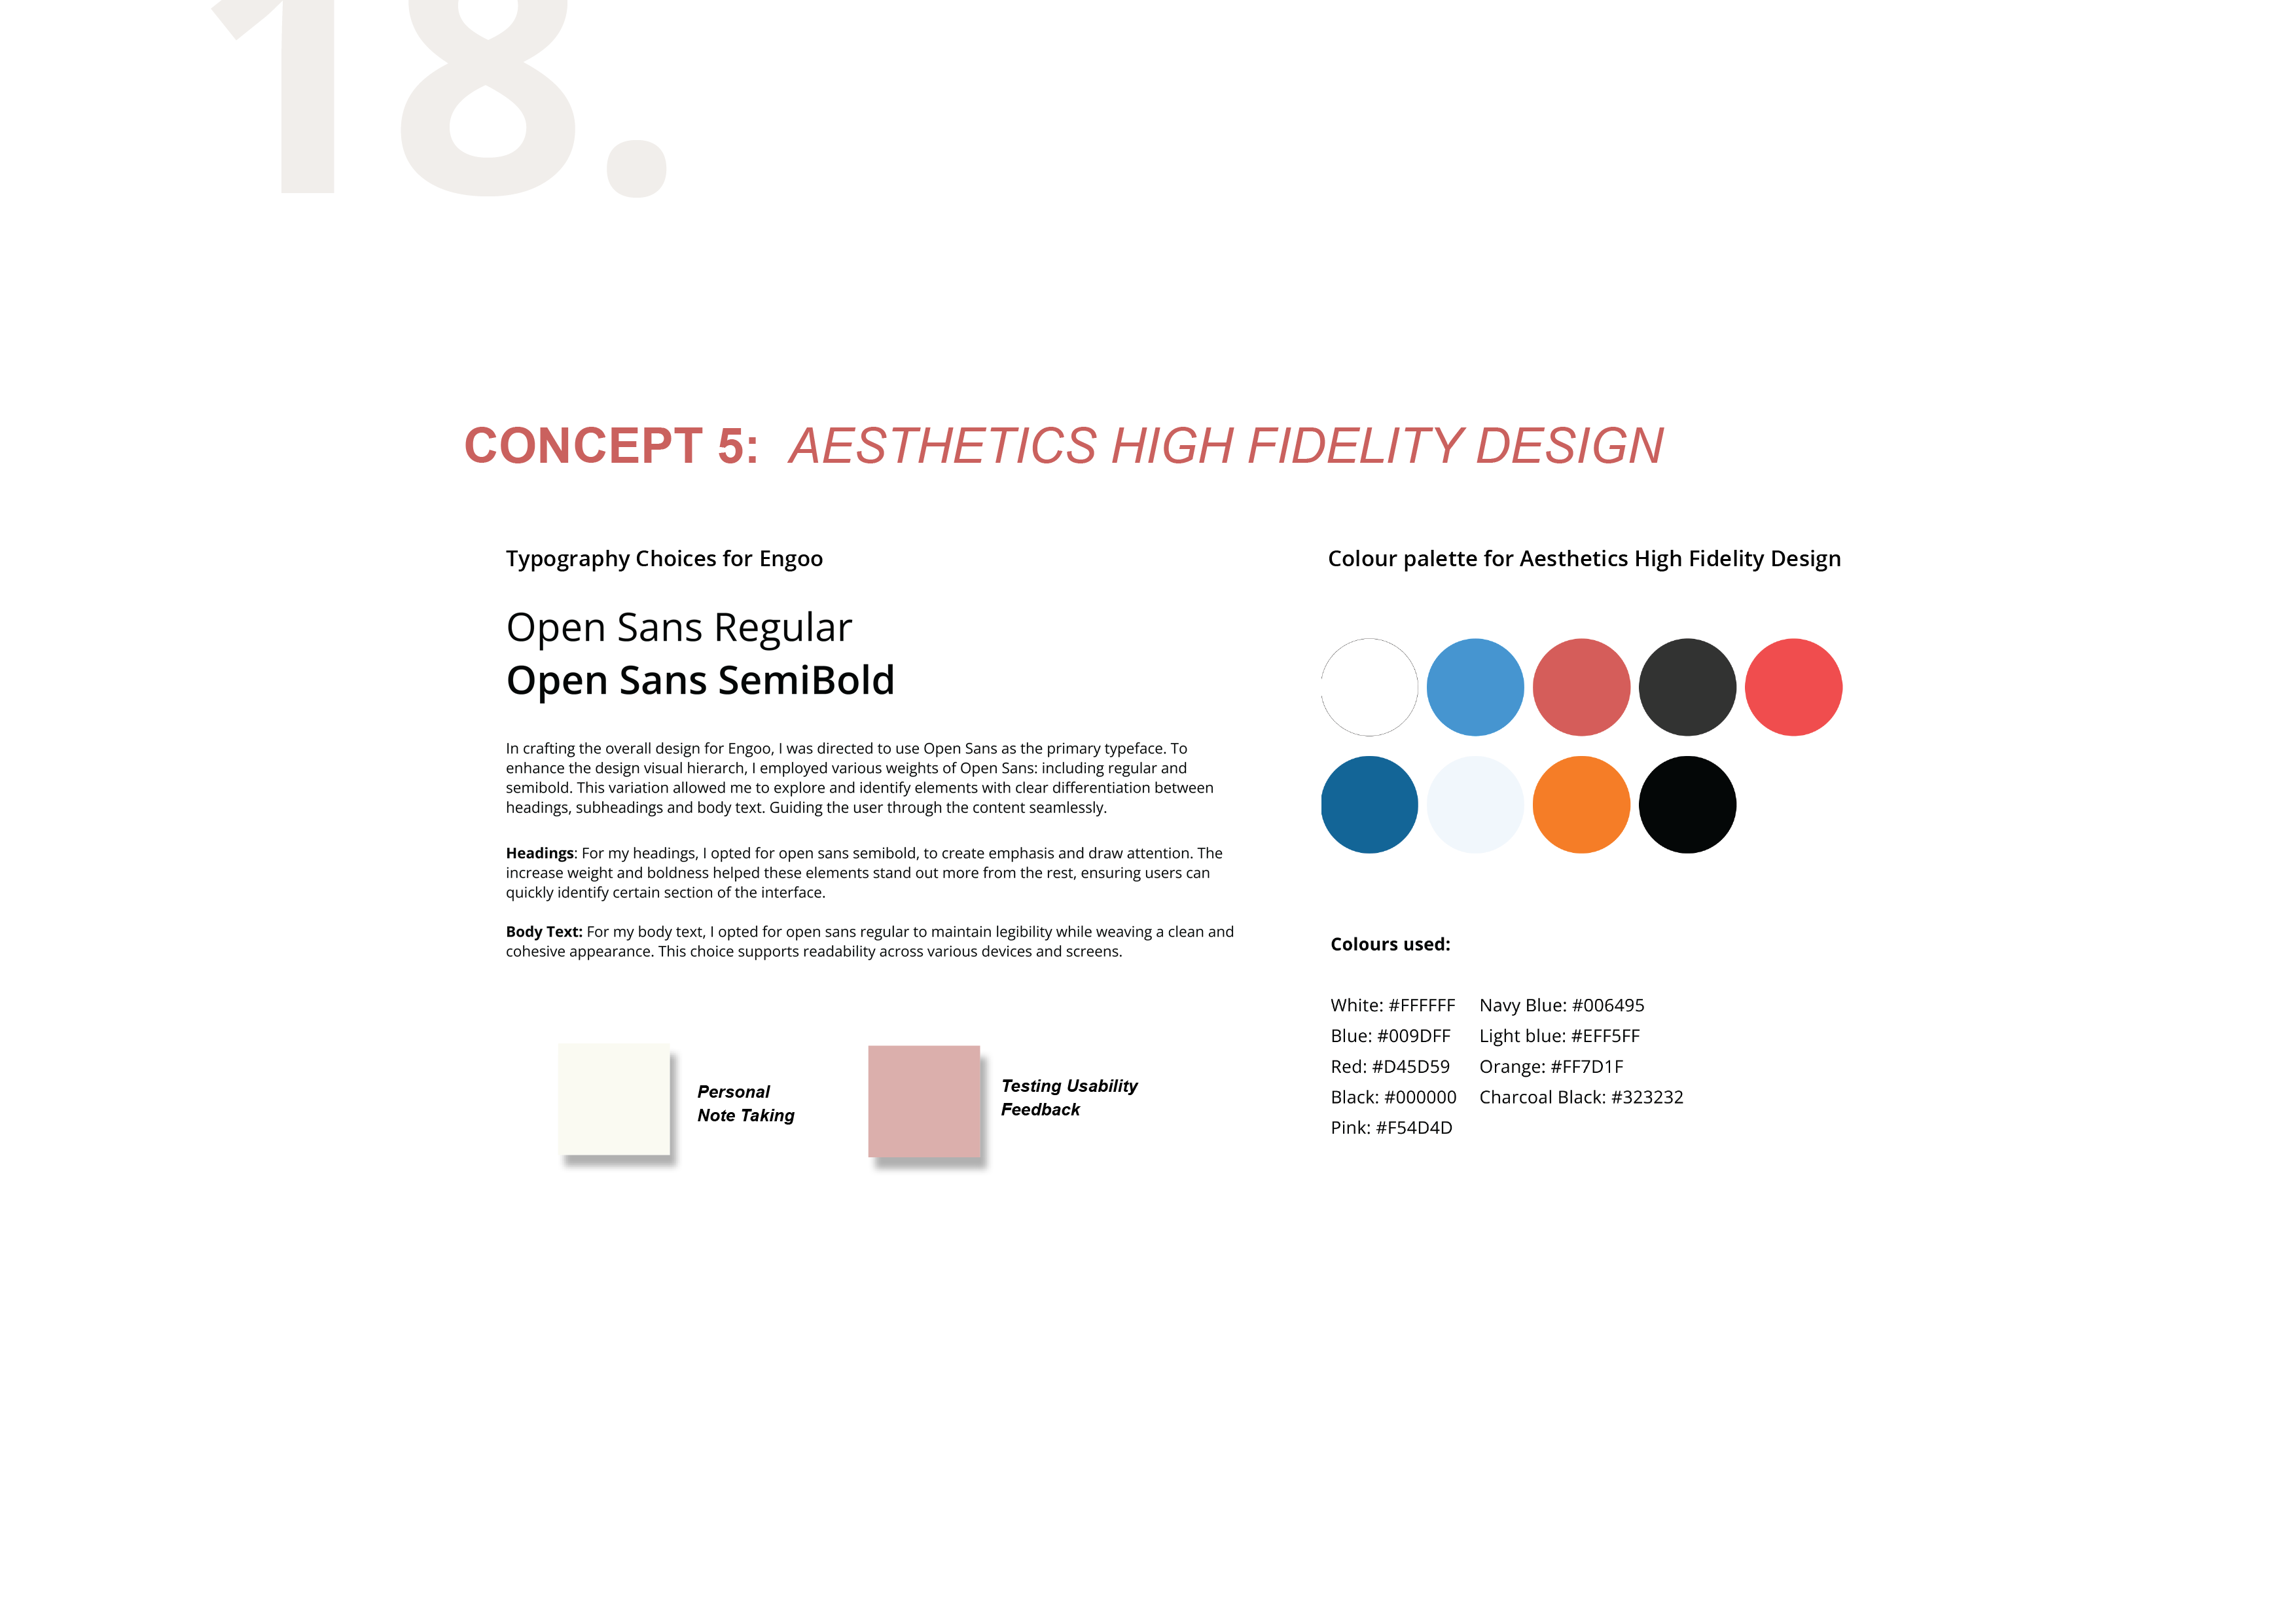 18.
CONCEPT 5: AESTHETICS HIGH FIDELITY DESIGN
Typography Choices for Engoo
Open Sans Regular
Open Sans SemiBold
In crafting the overall design for Engoo, I was directed to use Open Sans as the primary typeface. To
enhance the design visual hierarch, I employed various weights of Open Sans: including regular and
semibold. This variation allowed me to explore and identify elements with clear differentiation between
headings, subheadings and body text. Guiding the user through the content seamlessly.
Headings: For my headings, I opted for open sans semibold, to create emphasis and draw attention. The
increase weight and boldness helped these elements stand out more from the rest, ensuring users can
quickly identify certain section of the interface.
Body Text: For my body text, I opted for open sans regular to maintain legibility while weaving a clean and
cohesive appearance. This choice supports readability across various devices and screens.
Personal
Note Taking
Testing Usability
Feedback
Colour palette for Aesthetics High Fidelity Design
Colours used:
White: #FFFFFF
Blue: #009DFF
Red: #D45D59
Black: #000000
Pink: #F54D4D
Navy Blue: #006495
Light blue: #EFF5FF
Orange: #FF7D1F
Charcoal Black: #323232